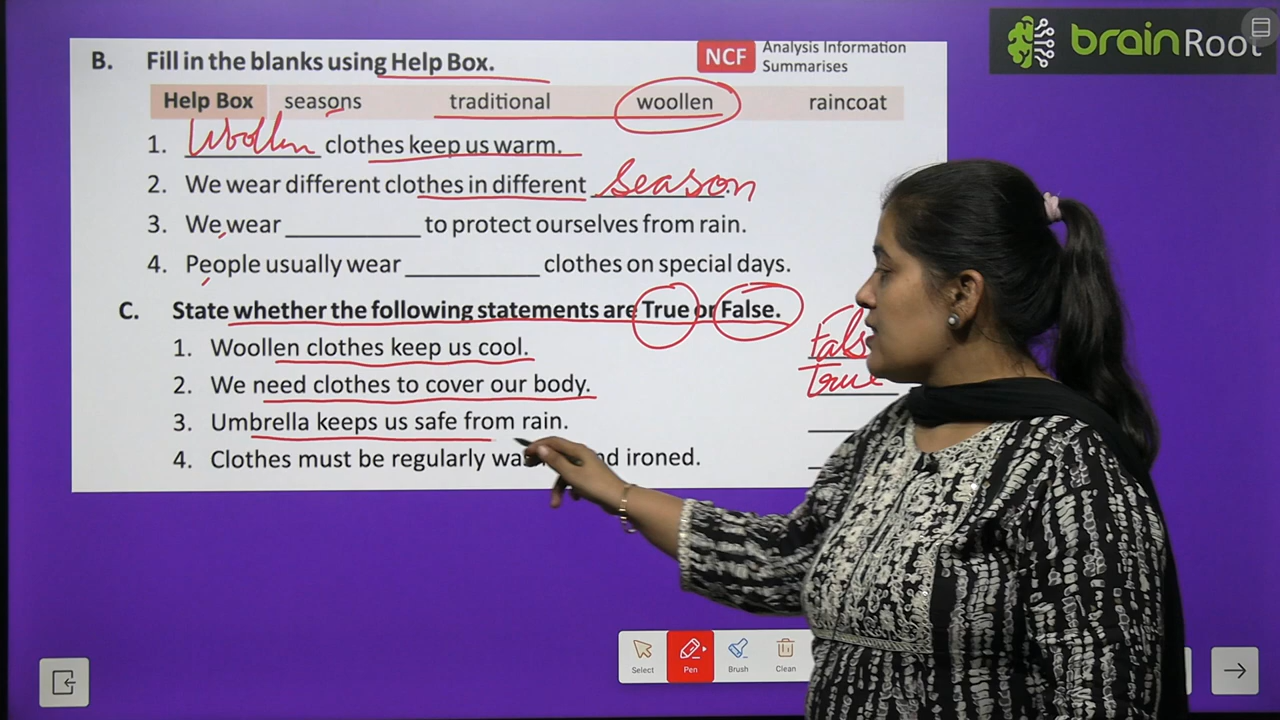 brainRoot
B. Fill in the blanks using Help Box.
NCF Analysis Information
Summarises
Help Box seasons traditional woollen raincoat
1. Woollen clothes keep us warm.
2. We wear different clothes in different season.
3. We wear __________ to protect ourselves from rain.
4. People usually wear __________ clothes on special days.
C. State whether the following statements are True or False.
1. Woollen clothes keep us cool. Fals
2. We need clothes to cover our body. True
3. Umbrella keeps us safe from rain.
4. Clothes must be regularly and ironed.
Select Pen Brush Clean